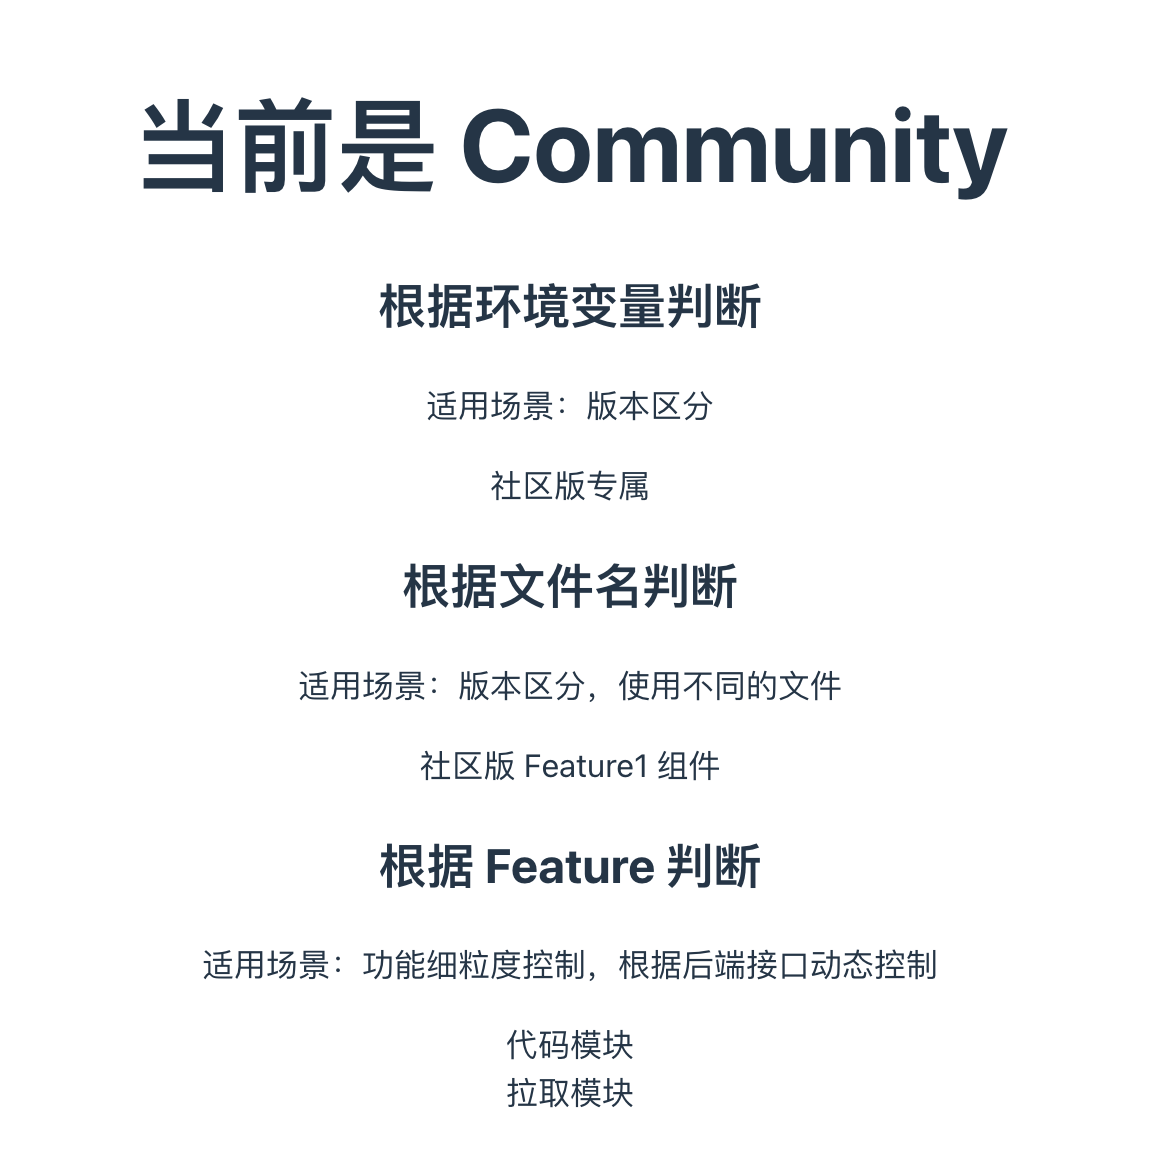 当前是 Community
根据环境变量判断
适用场景：版本区分
社区版专属
根据文件名判断
适用场景：版本区分，使用不同的文件
社区版 Feature1 组件
根据 Feature 判断
适用场景：功能细粒度控制，根据后端接口动态控制
代码模块
拉取模块